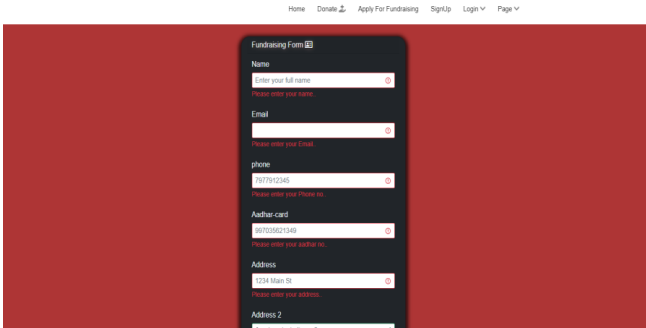 Home Donate Apply For Fundraising SignUp Login Page
Fundraising Form
Name
Enter your full name
Please enter your name.
Email
Please enter your Email.
phone
7977912345
Please enter your Phone no.
Aadhar-card
997035621349
Please enter your aadhar no.
Address
1234 Main St
Please enter your address.
Address 2